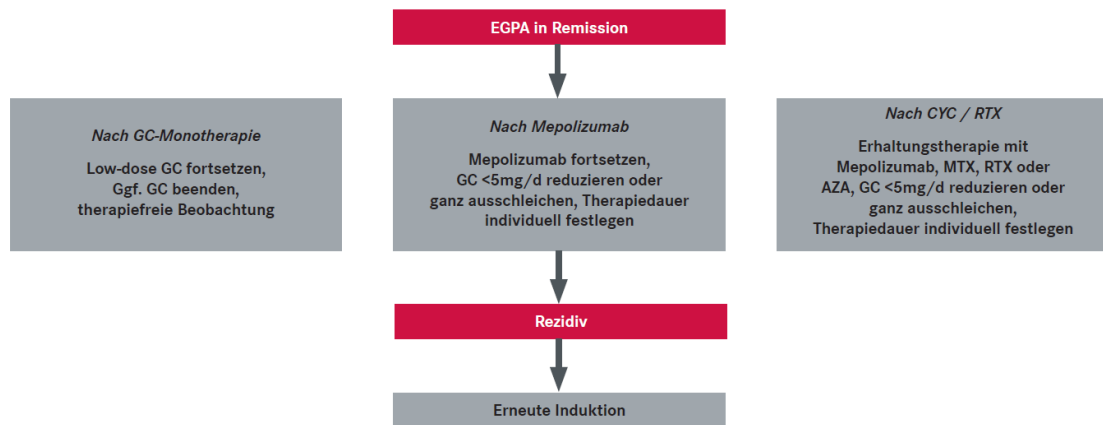 EGPA in Remission
Nach GC-Monotherapie
Low-dose GC fortsetzen,
Ggf. GC beenden,
therapiefreie Beobachtung
Nach Mepolizumab
Mepolizumab fortsetzen,
GC <5mg/d reduzieren oder
ganz ausschleichen, Therapiedauer
individuell festlegen
Nach CYC / RTX
Erhaltungstherapie mit
Mepolizumab, MTX, RTX oder
AZA, GC <5mg/d reduzieren oder
ganz ausschleichen,
Therapiedauer individuell festlegen
Rezidiv
Erneute Induktion